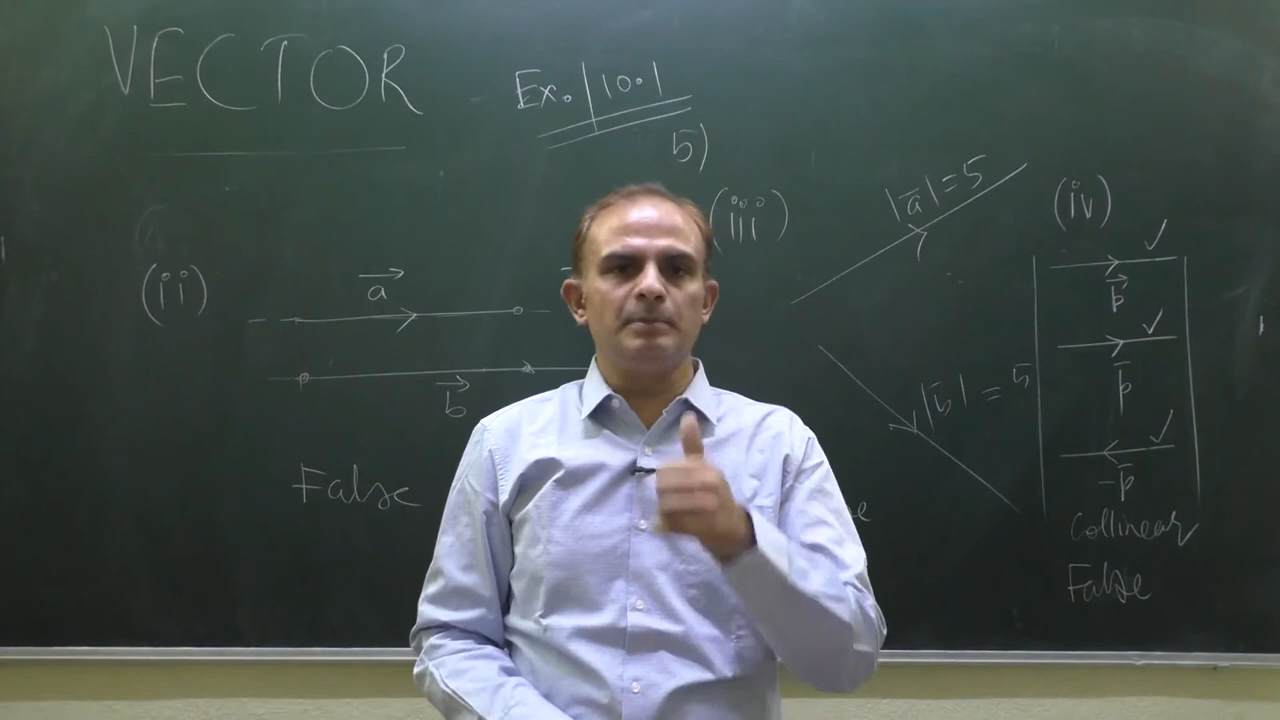 VECTOR
Ex. 10.1
5)
(ii)
a
b
False
(iii)
|a| = 5
|b| = 5
(iv)
p
p
-p
Collinear
False